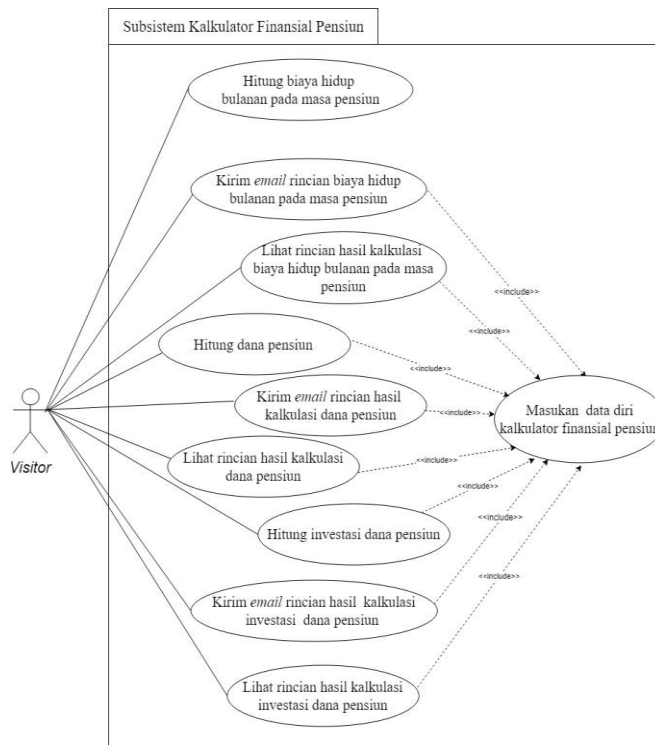 Subsistem Kalkulator Finansial Pensiun
Hitung biaya hidup
bulanan pada masa pensiun
Kirim email rincian biaya hidup
bulanan pada masa pensiun
Lihat rincian hasil kalkulasi
biaya hidup bulanan pada masa
pensiun
<<include>>
<<include>>
Hitung dana pensiun
<<include>>
Kirim email rincian hasil
kalkulasi dana pensiun
<<include>>
Masukan data diri
kalkulator finansial pensiun
Visitor
Lihat rincian hasil kalkulasi
dana pensiun
<<include>>
<<include>>
Hitung investasi dana pensiun
<<include>>
Kirim email rincian hasil kalkulasi
investasi dana pensiun
<<include>>
Lihat rincian hasil kalkulasi
investasi dana pensiun